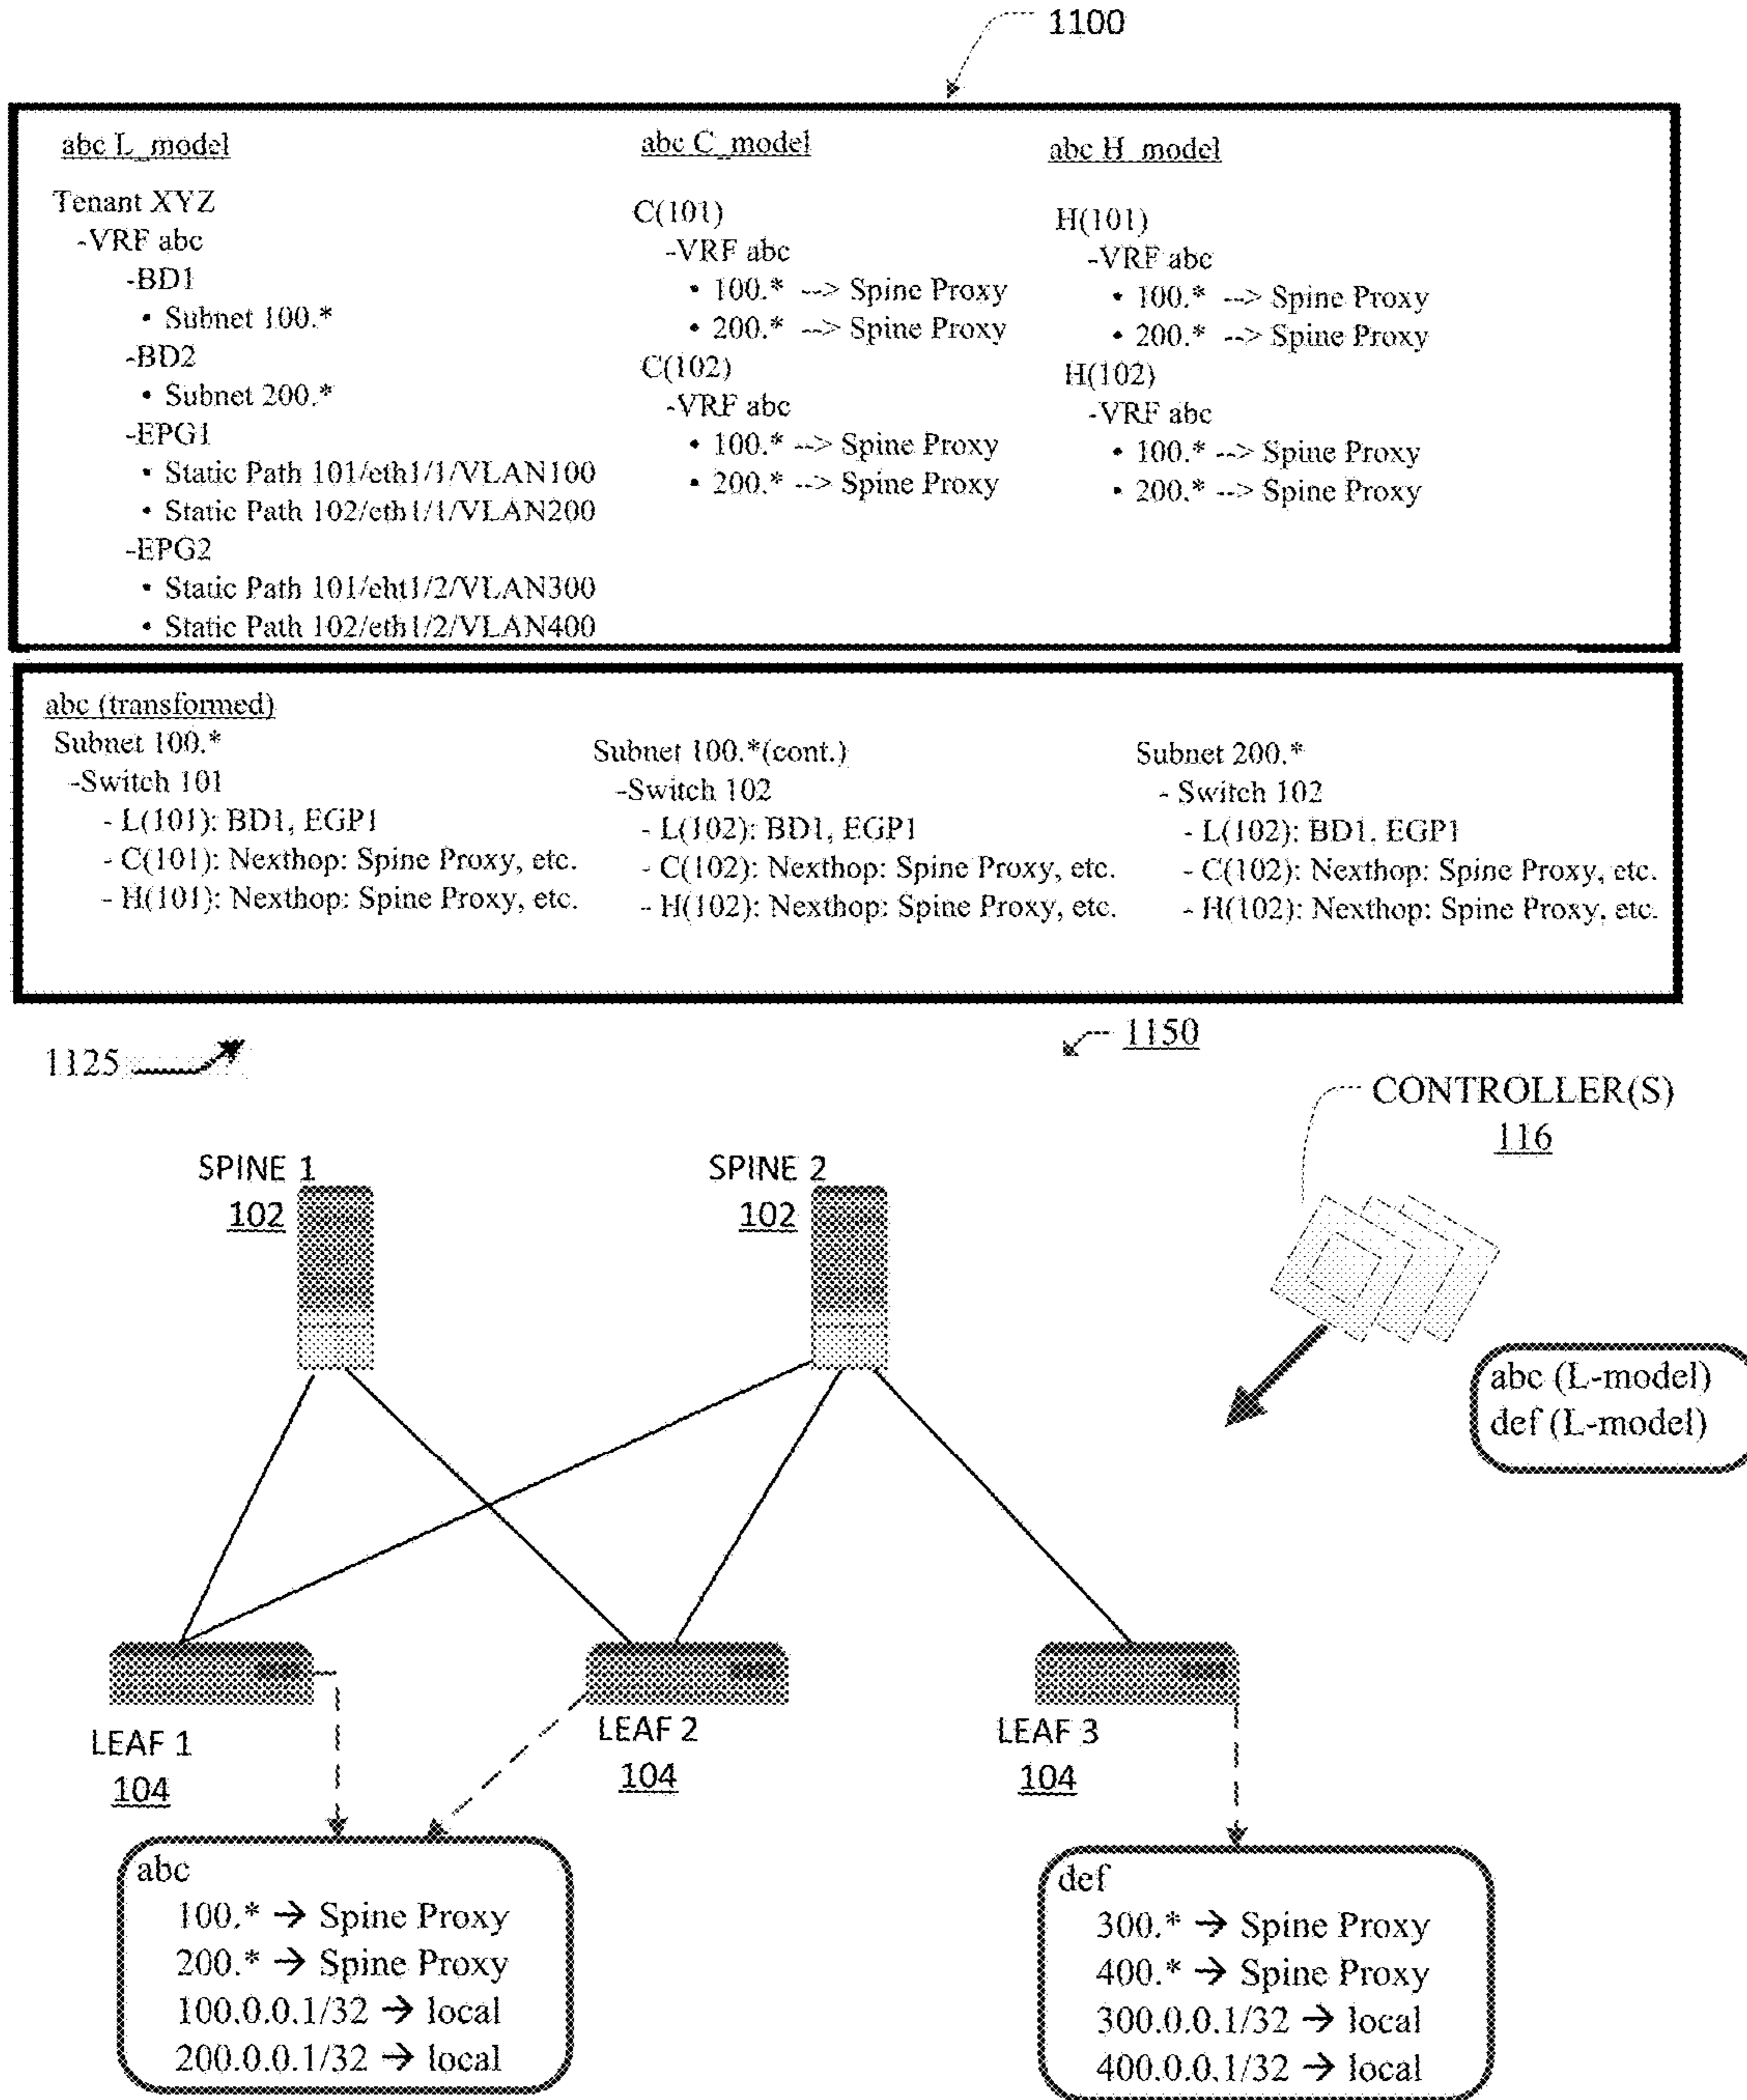 1100
abc L_model
Tenant XYZ
-VRF abc
-BD1
• Subnet 100.*
-BD2
• Subnet 200.*
-EPG1
• Static Path 101/eth1/1/VLAN100
• Static Path 102/eth1/1/VLAN200
-EPG2
• Static Path 101/eht1/2/VLAN300
• Static Path 102/eth1/2/VLAN400
abc C_model
C(101)
-VRF abc
• 100.* --> Spine Proxy
• 200.* --> Spine Proxy
C(102)
-VRF abc
• 100.* --> Spine Proxy
• 200.* --> Spine Proxy
abc H_model
H(101)
-VRF abc
• 100.* --> Spine Proxy
• 200.* --> Spine Proxy
H(102)
-VRF abc
• 100.* --> Spine Proxy
• 200.* --> Spine Proxy
abc (transformed)
Subnet 100.*
-Switch 101
- L(101): BD1, EGP1
- C(101): Nexthop: Spine Proxy, etc.
- H(101): Nexthop: Spine Proxy, etc.
Subnet 100.*(cont.)
-Switch 102
- L(102): BD1, EGP1
- C(102): Nexthop: Spine Proxy, etc.
- H(102): Nexthop: Spine Proxy, etc.
Subnet 200.*
- Switch 102
- L(102): BD1, EGP1
- C(102): Nexthop: Spine Proxy, etc.
- H(102): Nexthop: Spine Proxy, etc.
1125
1150
CONTROLLER(S)
116
SPINE 1
102
SPINE 2
102
abc (L-model)
def (L-model)
LEAF 1
104
LEAF 2
104
LEAF 3
104
abc
100.* → Spine Proxy
200.* → Spine Proxy
100.0.0.1/32 → local
200.0.0.1/32 → local
def
300.* → Spine Proxy
400.* → Spine Proxy
300.0.0.1/32 → local
400.0.0.1/32 → local